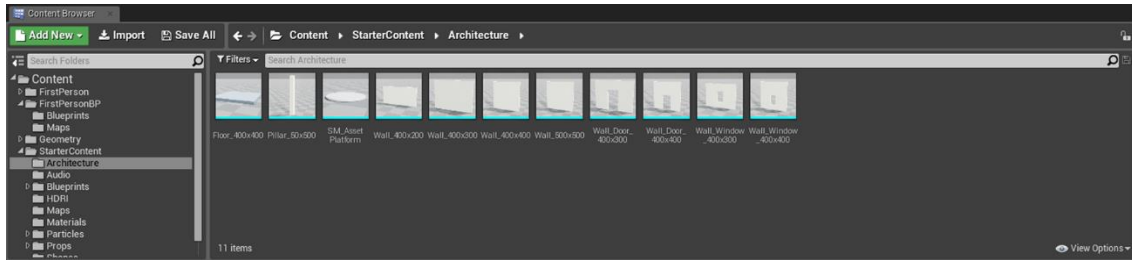 Content Browser
Add New
Import
Save All
Content
StarterContent
Architecture
Search Folders
Filters
Search Architecture
Content
FirstPerson
FirstPersonBP
Blueprints
Maps
Geometry
StarterContent
Architecture
Audio
Blueprints
HDRI
Maps
Materials
Particles
Props
Floor_400x400
Pillar_50x500
SM_Asset
Platform
Wall_400x200
Wall_400x300
Wall_400x400
Wall_500x500
Wall_Door_
400x300
Wall_Door_
400x400
Wall_Window
_400x300
Wall_Window
_400x400
11 items
View Options